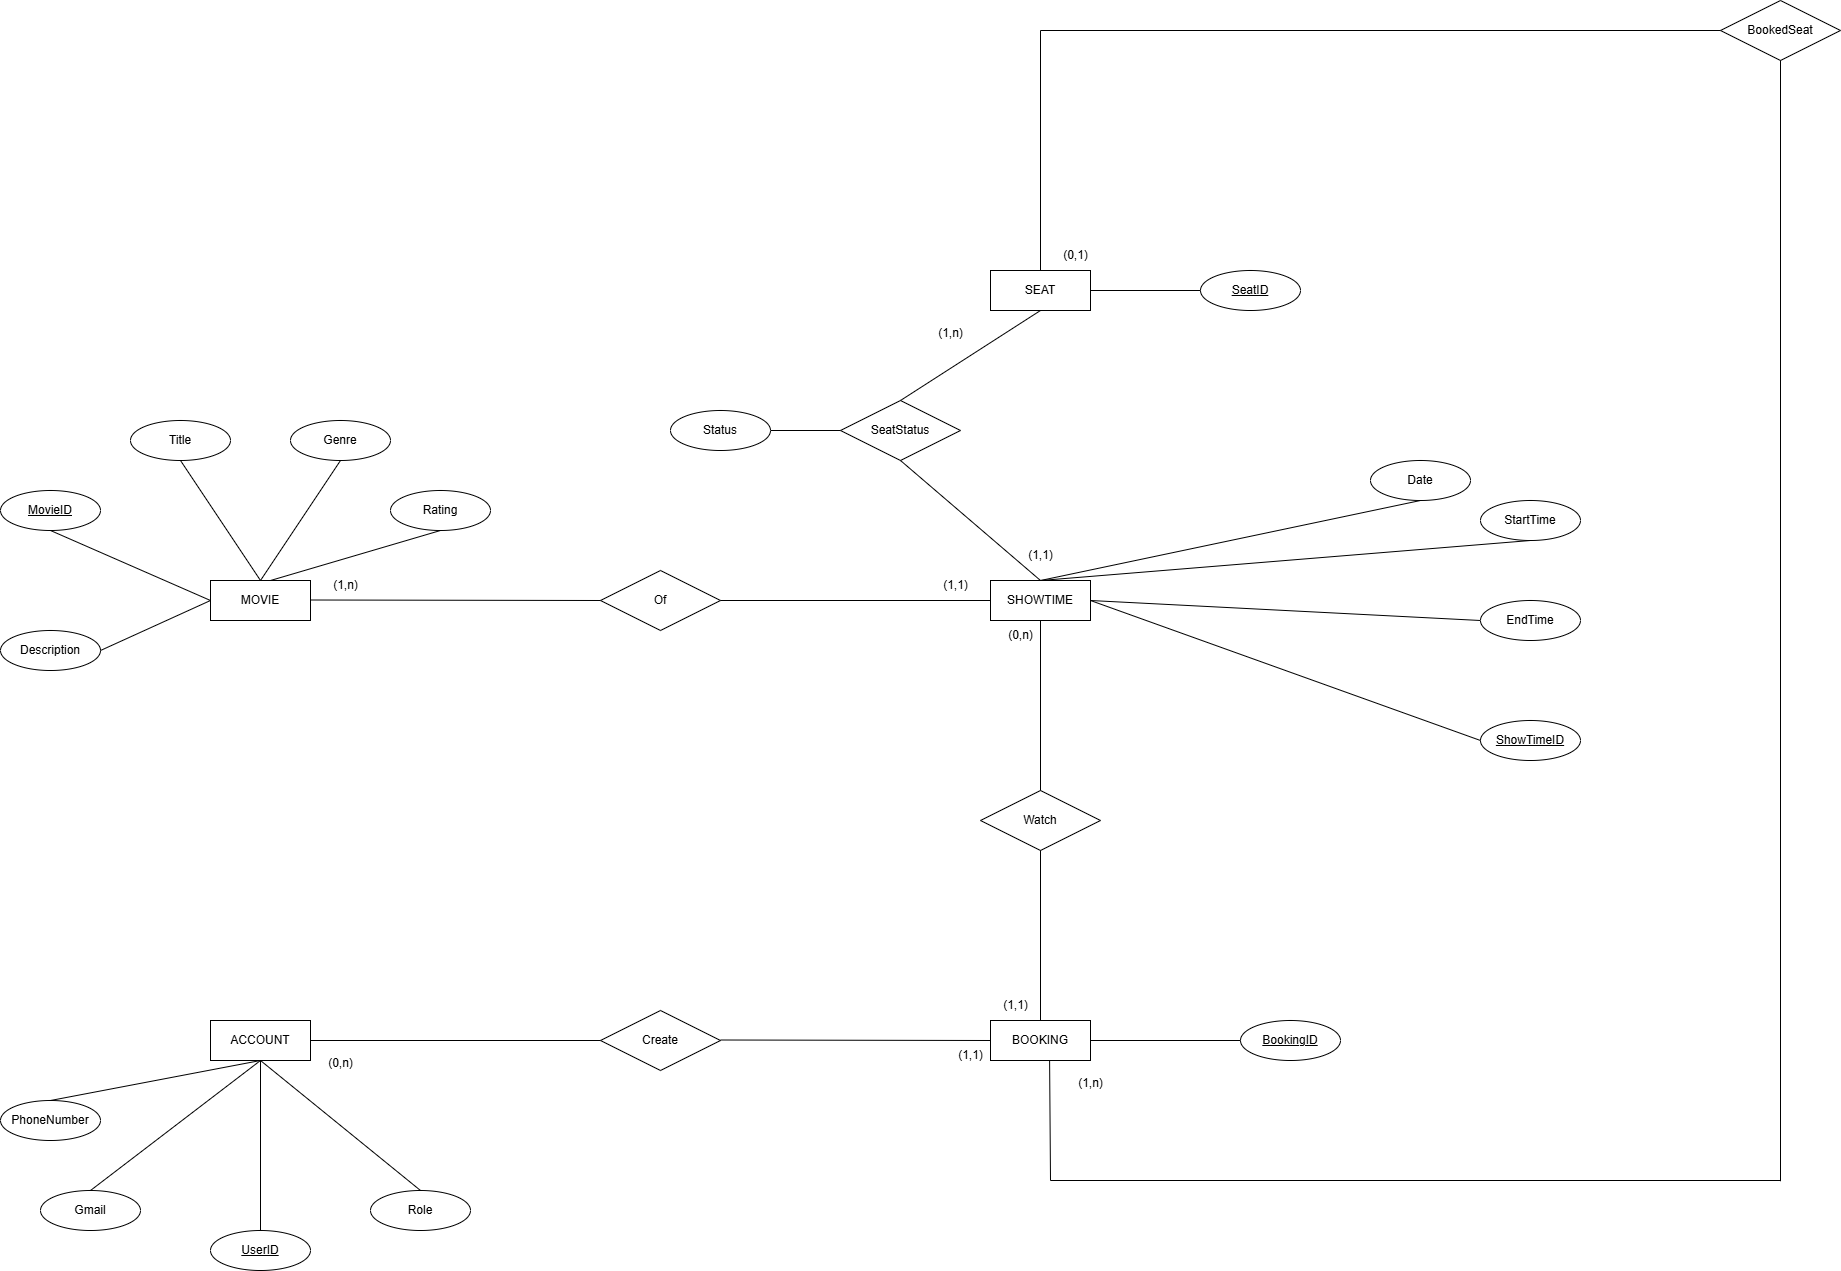 BookedSeat
(0,1)
SEAT
SeatID
(1,n)
Status
SeatStatus
Title
Genre
Date
MovieID
Rating
StartTime
(1,1)
(1,n)
(1,1)
MOVIE
Of
SHOWTIME
EndTime
(0,n)
Description
ShowTimeID
Watch
(1,1)
ACCOUNT
Create
BOOKING
BookingID
(0,n)
(1,1)
(1,n)
PhoneNumber
Gmail
Role
UserID